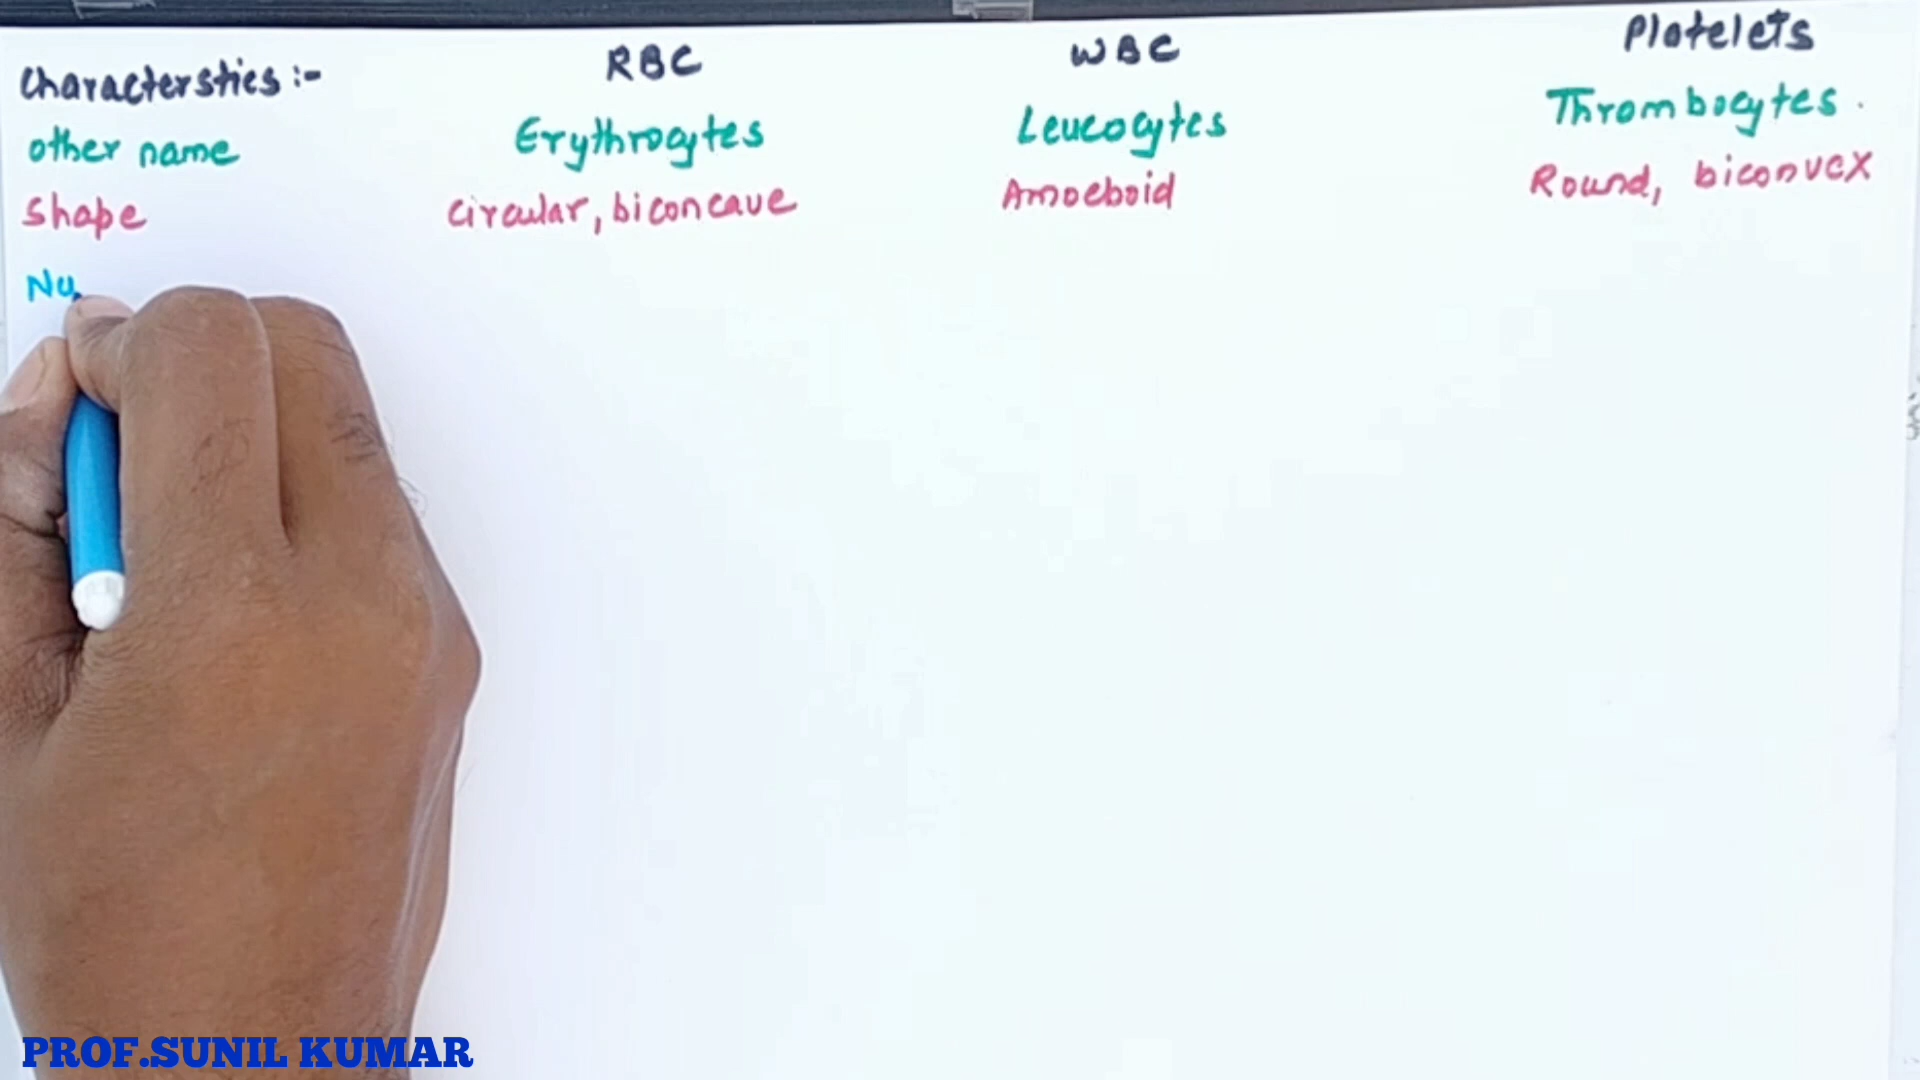 Characterstics :- RBC WBC Platelets
other name Erythrocytes Leucocytes Thrombocytes.
Shape Circular, biconcave Amoeboid Round, biconvex
Nu
PROF.SUNIL KUMAR